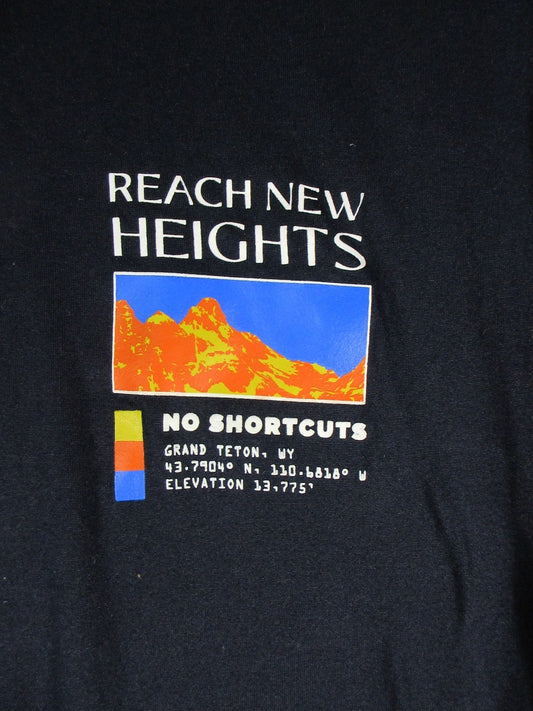 REACH NEW
HEIGHTS
NO SHORTCUTS
GRAND TETON, WY
43.7904° N, 110.6818° W
ELEVATION 13,775'